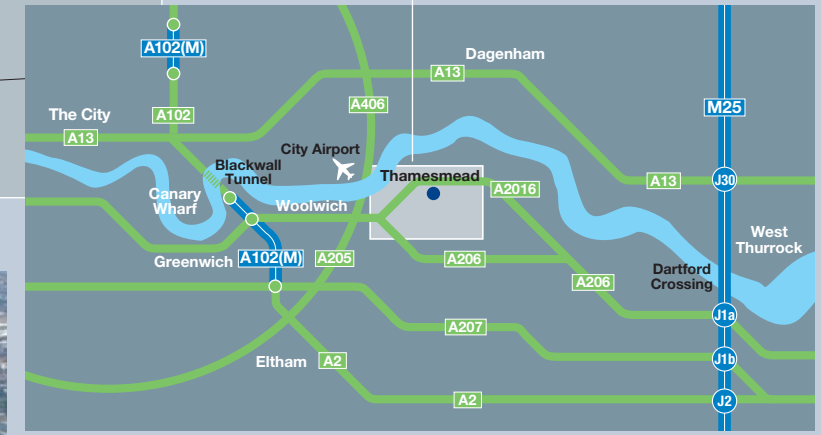 A102(M)
Dagenham
A13
A406
M25
The City
A102
A13
City Airport
Blackwall
Tunnel
Thamesmead
A2016
A13
J30
Canary
Wharf
Woolwich
West
Thurrock
Greenwich
A102(M)
A205
A206
Dartford
Crossing
A206
J1a
A207
J1b
Eltham
A2
A2
J2